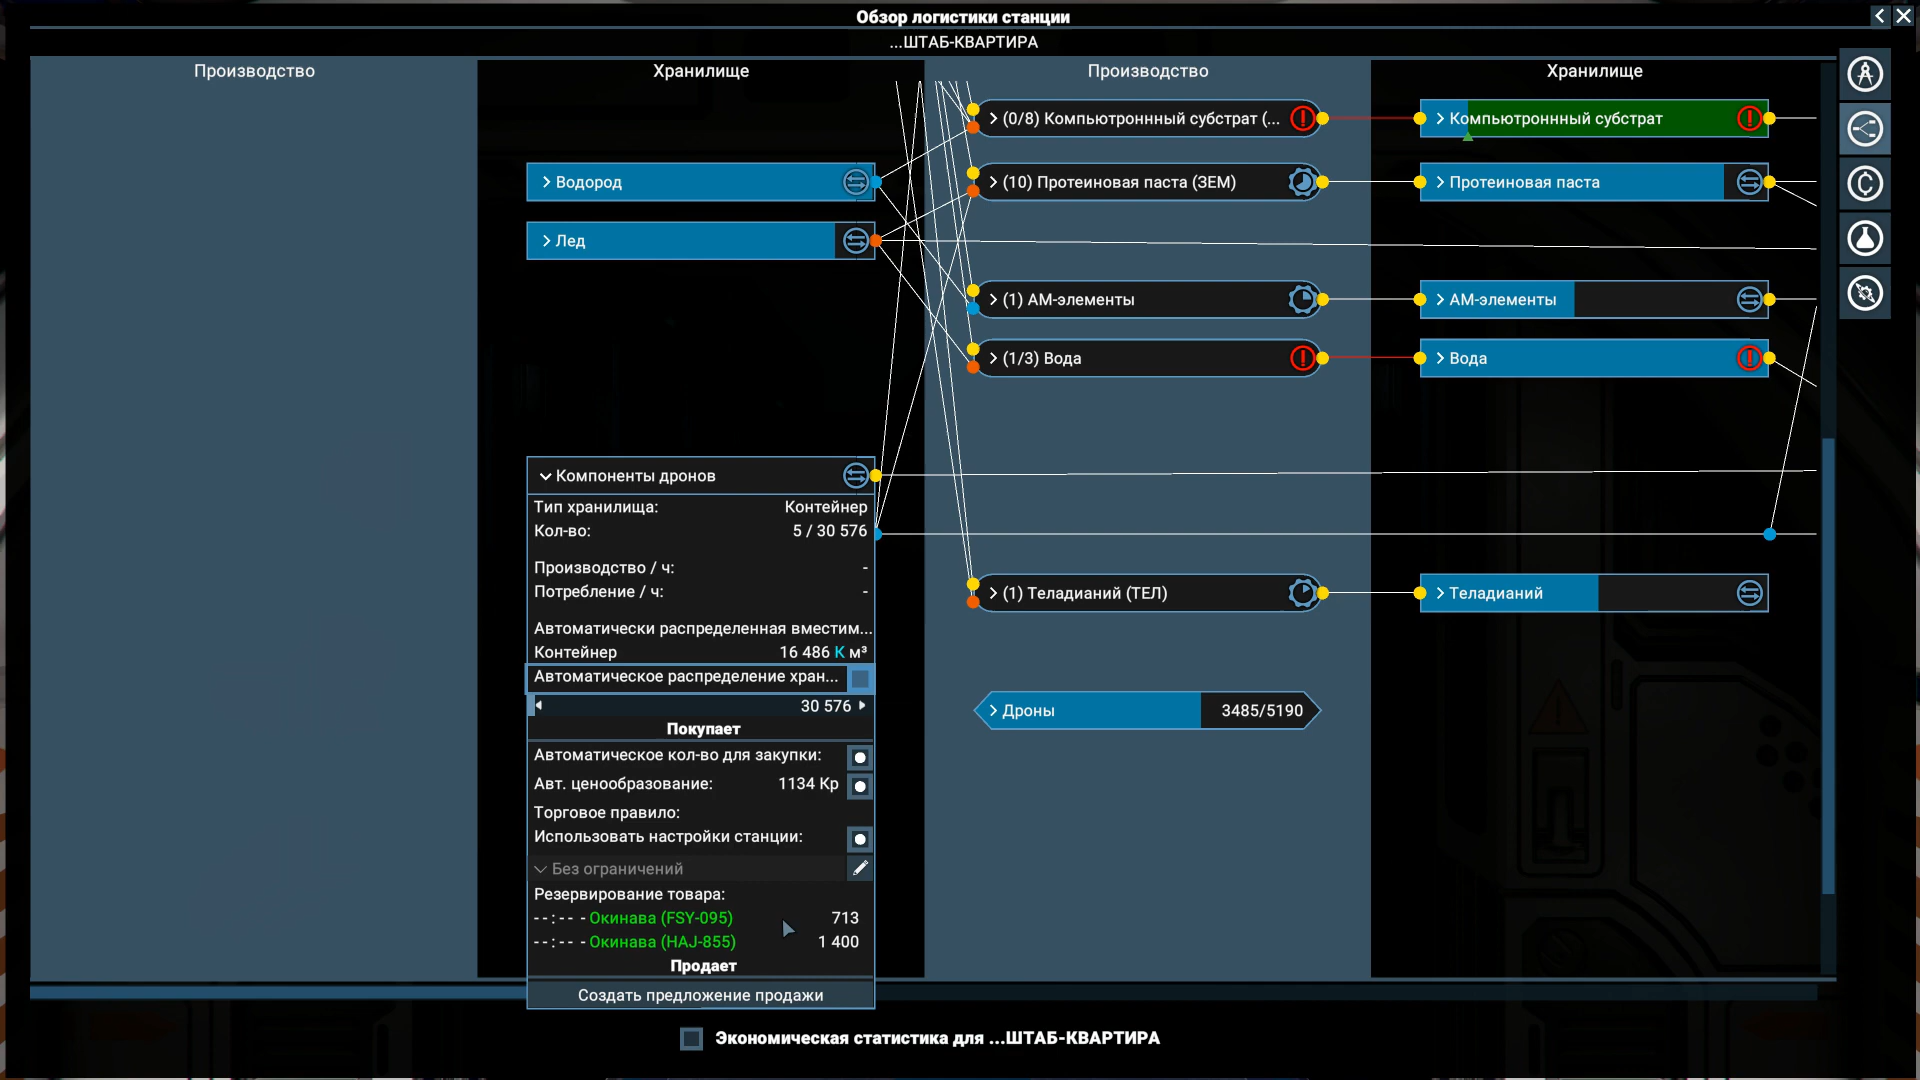 Обзор логистики станции
...ШТАБ-КВАРТИРА
Производство
Хранилище
Производство
Хранилище
(0/8) Компьютроннный субстрат (...
Компьютроннный субстрат
Водород
(10) Протеиновая паста (ЗЕМ)
Протеиновая паста
Лед
(1) АМ-элементы
АМ-элементы
(1/3) Вода
Вода
Компоненты дронов
Тип хранилища: Контейнер
Кол-во: 5 / 30 576
Производство / ч: -
Потребление / ч: -
Автоматически распределенная вместим...
Контейнер 16 486 К м³
Автоматическое распределение хран...
30 576
Покупает
Автоматическое кол-во для закупки:
Авт. ценообразование: 1134 Кр
Торговое правило:
Использовать настройки станции:
Без ограничений
Резервирование товара:
--:-- - Окинава (FSY-095) 713
--:-- - Окинава (HAJ-855) 1 400
Продает
Создать предложение продажи
(1) Теладианий (ТЕЛ)
Теладианий
Дроны 3485/5190
Экономическая статистика для ...ШТАБ-КВАРТИРА